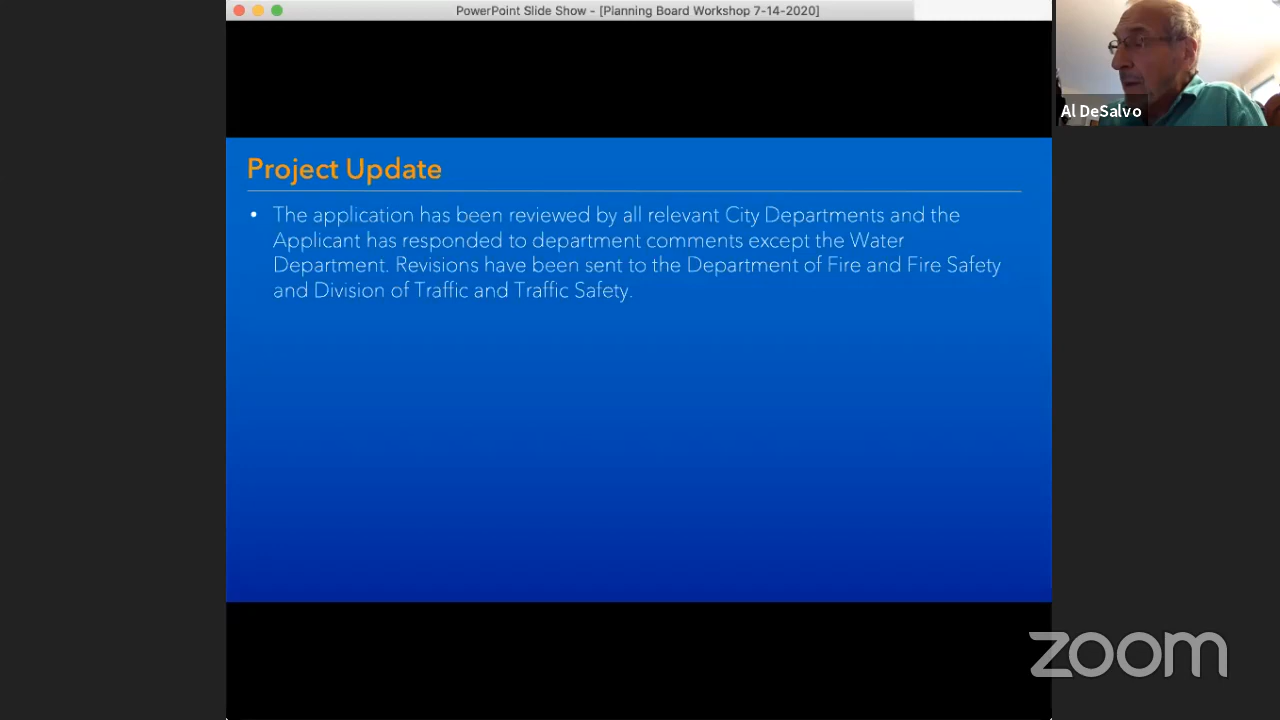 PowerPoint Slide Show - [Planning Board Workshop 7-14-2020]
Al DeSalvo
Project Update
• The application has been reviewed by all relevant City Departments and the
Applicant has responded to department comments except the Water
Department. Revisions have been sent to the Department of Fire and Fire Safety
and Division of Traffic and Traffic Safety.
zoom